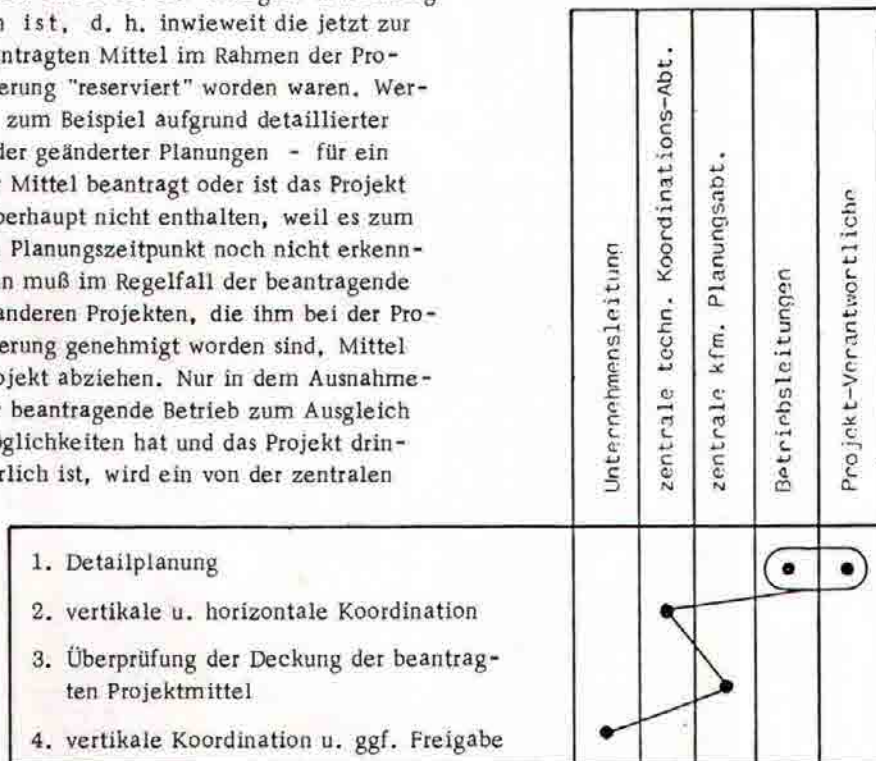 n ist, d. h. inwieweit die jetzt zur
ntragten Mittel im Rahmen der Pro-
erung "reserviert" worden waren. Wer-
zum Beispiel aufgrund detaillierter
der geänderter Planungen - für ein
Mittel beantragt oder ist das Projekt
berhaupt nicht enthalten, weil es zum
Planungszeitpunkt noch nicht erkenn-
n muß im Regelfall der beantragende
anderen Projekten, die ihm bei der Pro-
erung genehmigt worden sind, Mittel
ojekt abziehen. Nur in dem Ausnahme-
beantragende Betrieb zum Ausgleich
öglichkeiten hat und das Projekt drin-
rlich ist, wird ein von der zentralen
Unternehmensleitung
zentrale techn. Koordinations-Abt.
zentrale kfm. Planungsabt.
Betriebsleitungen
Projekt-Verantwortliche
1. Detailplanung
2. vertikale u. horizontale Koordination
3. Überprüfung der Deckung der beantrag-
ten Projektmittel
4. vertikale Koordination u. ggf. Freigabe